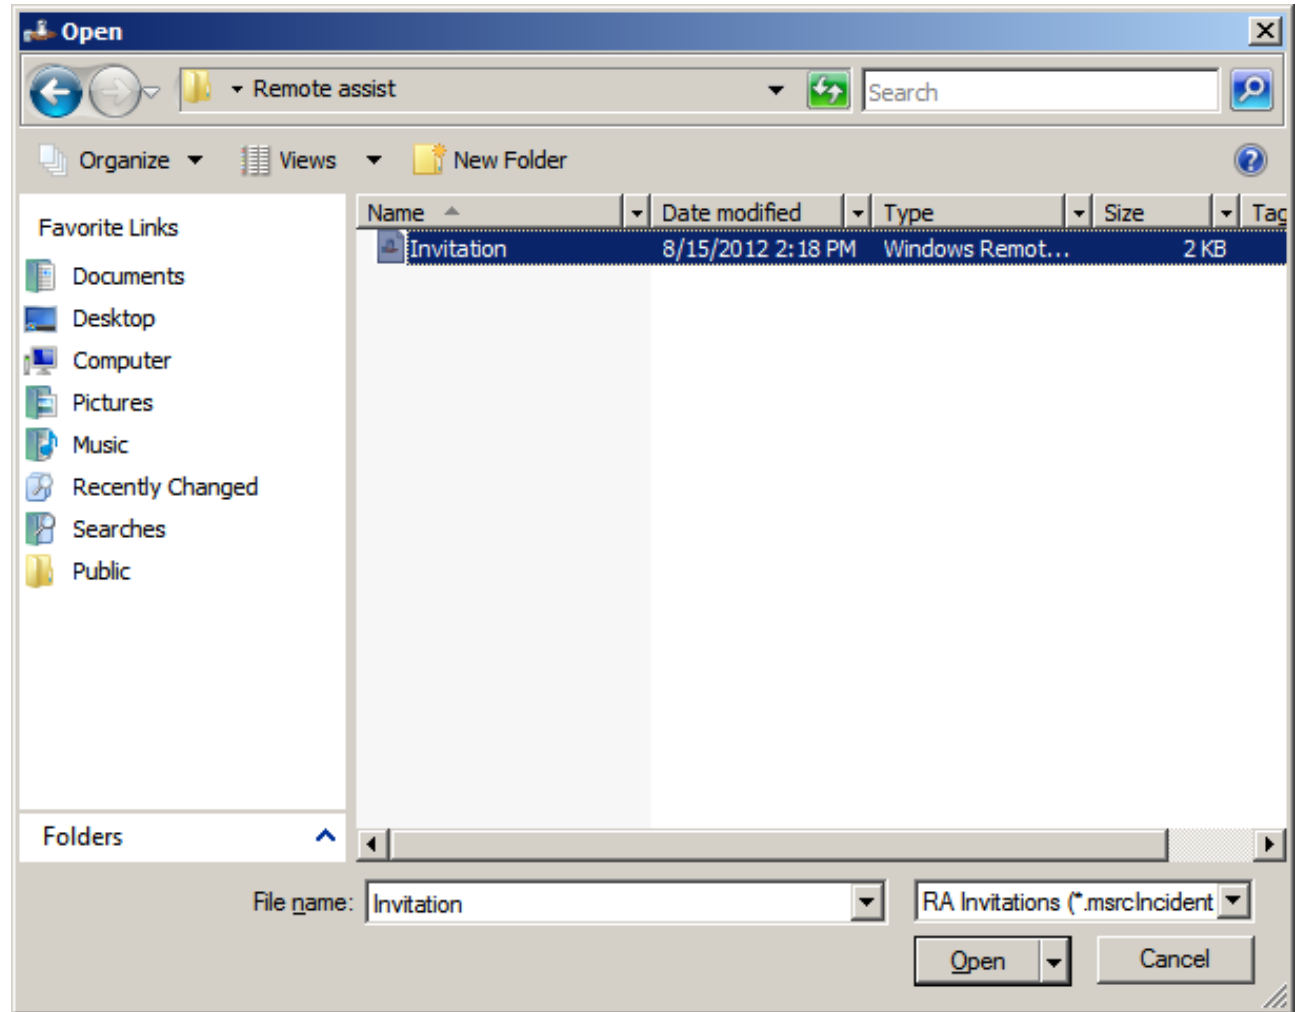 Open
Remote assist
Search
Organize
Views
New Folder
Favorite Links
Documents
Desktop
Computer
Pictures
Music
Recently Changed
Searches
Public
Folders
Name Date modified Type Size Tag
Invitation 8/15/2012 2:18 PM Windows Remot... 2 KB
File name: Invitation
RA Invitations (*.msrcIncident
Open
Cancel